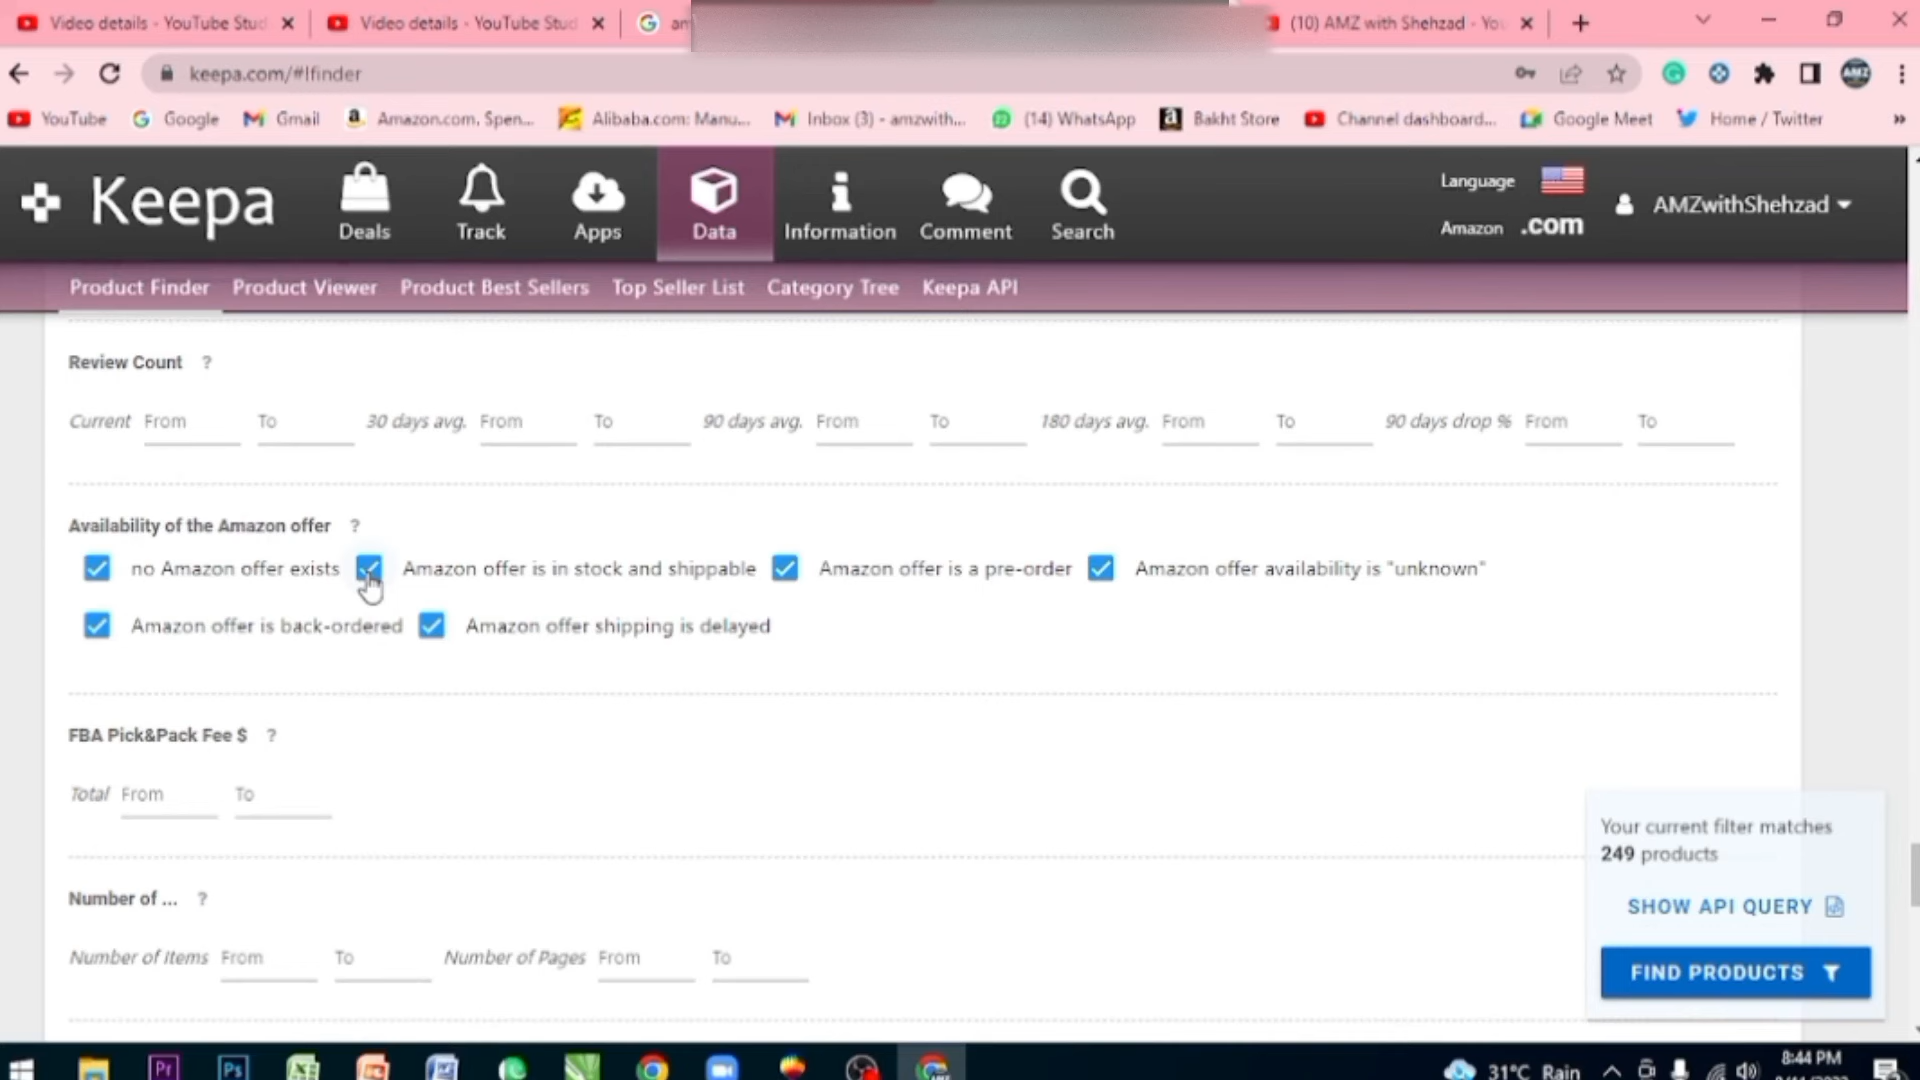 Video details - YouTube Stud
Video details - YouTube Stud
am
(10) AMZ with Shehzad - You
keepa.com/#!finder
YouTube
Google
Gmail
Amazon.com. Spen...
Alibaba.com: Manu...
Inbox (3) - amzwith...
(14) WhatsApp
Bakht Store
Channel dashboard...
Google Meet
Home / Twitter
»
Keepa
Deals
Track
Apps
Data
Information
Comment
Search
Language
Amazon .com
AMZwithShehzad
Product Finder Product Viewer Product Best Sellers Top Seller List Category Tree Keepa API
Review Count ?
Current From To 30 days avg. From To 90 days avg. From To 180 days avg. From To 90 days drop % From To
Availability of the Amazon offer ?
no Amazon offer exists Amazon offer is in stock and shippable Amazon offer is a pre-order Amazon offer availability is "unknown"
Amazon offer is back-ordered Amazon offer shipping is delayed
FBA Pick&Pack Fee $ ?
Total From To
Your current filter matches
249 products
SHOW API QUERY
FIND PRODUCTS
Number of ... ?
Number of Items From To Number of Pages From To
Pr
Ps
31°C Rain
8:44 PM